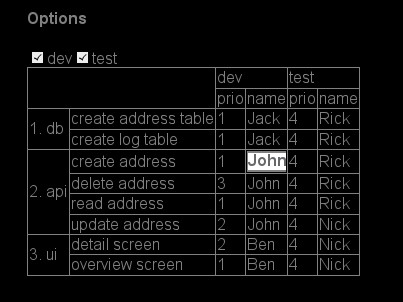 Options
dev test
dev test
prio name prio name
1. db create address table 1 Jack 4 Rick
create log table 1 Jack 4 Rick
2. api create address 1 John 4 Rick
delete address 3 John 4 Rick
read address 1 John 4 Rick
update address 2 John 4 Nick
3. ui detail screen 2 Ben 4 Nick
overview screen 1 Ben 4 Nick